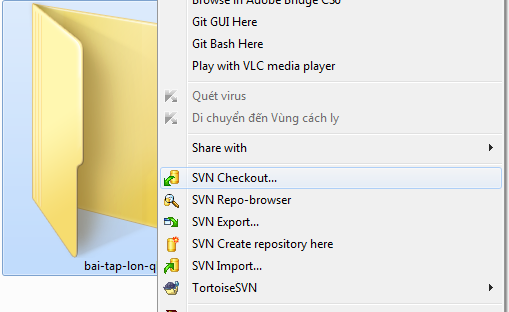 Browse in Adobe Bridge CS6
Git GUI Here
Git Bash Here
Play with VLC media player
Quét virus
Di chuyển đến Vùng cách ly
Share with
SVN Checkout...
SVN Repo-browser
SVN Export...
SVN Create repository here
SVN Import...
TortoiseSVN
bai-tap-lon-q